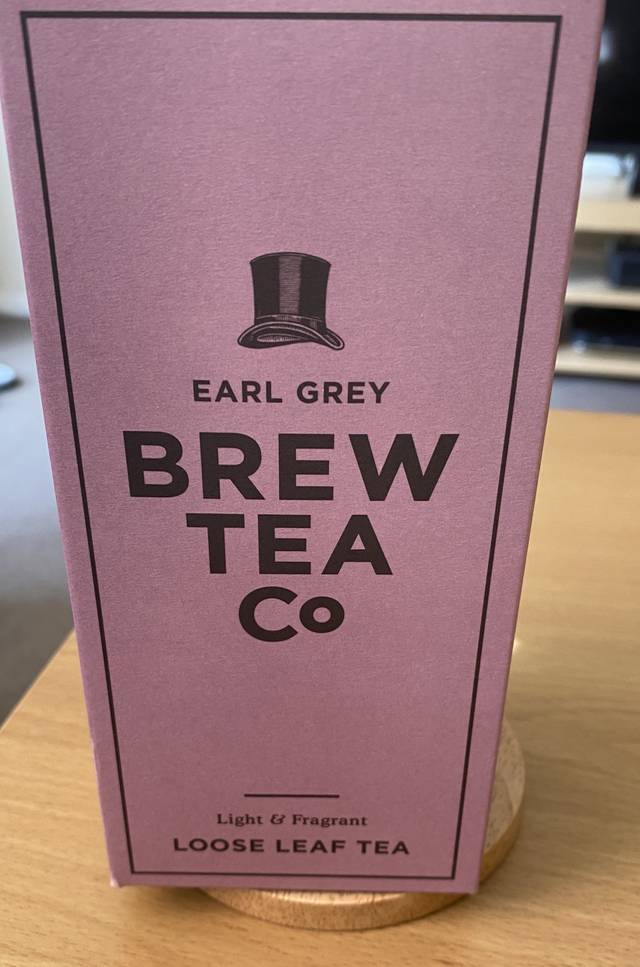 EARL GREY
BREW
TEA
Co
Light & Fragrant
LOOSE LEAF TEA